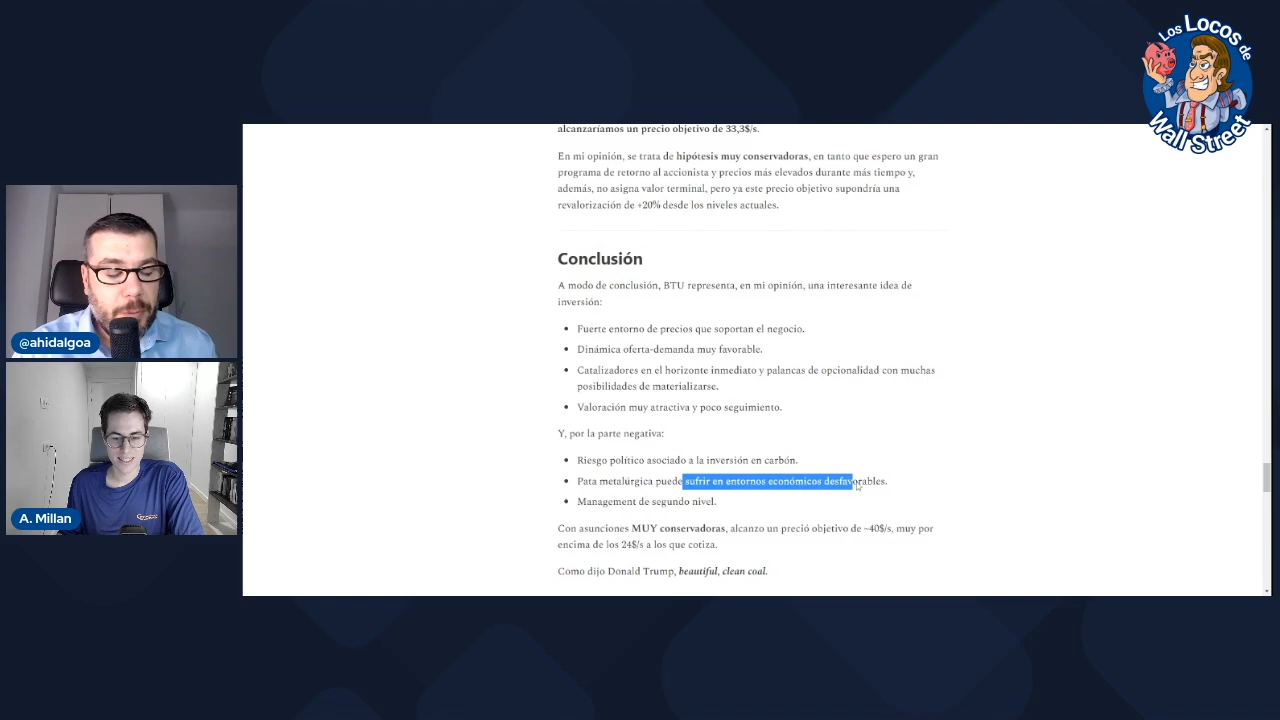 Los Locos de
Wall Street
alcanzaríamos un precio objetivo de 33,3$/s.
En mi opinión, se trata de hipótesis muy conservadoras, en tanto que espero un gran
programa de retorno al accionista y precios más elevados durante más tiempo y,
además, no asigna valor terminal, pero ya este precio objetivo supondría una
revalorización de +20% desde los niveles actuales.
Conclusión
A modo de conclusión, BTU representa, en mi opinión, una interesante idea de
inversión:
Fuerte entorno de precios que soportan el negocio.
Dinámica oferta-demanda muy favorable.
Catalizadores en el horizonte inmediato y palancas de opcionalidad con muchas
posibilidades de materializarse.
Valoración muy atractiva y poco seguimiento.
Y, por la parte negativa:
Riesgo político asociado a la inversión en carbón.
Pata metalúrgica puede sufrir en entornos económicos desfavorables.
Management de segundo nivel.
Con asunciones MUY conservadoras, alcanzo un preció objetivo de ~40$/s, muy por
encima de los 24$/s a los que cotiza.
Como dijo Donald Trump, beautiful, clean coal.
@ahidalgoa
A. Millan